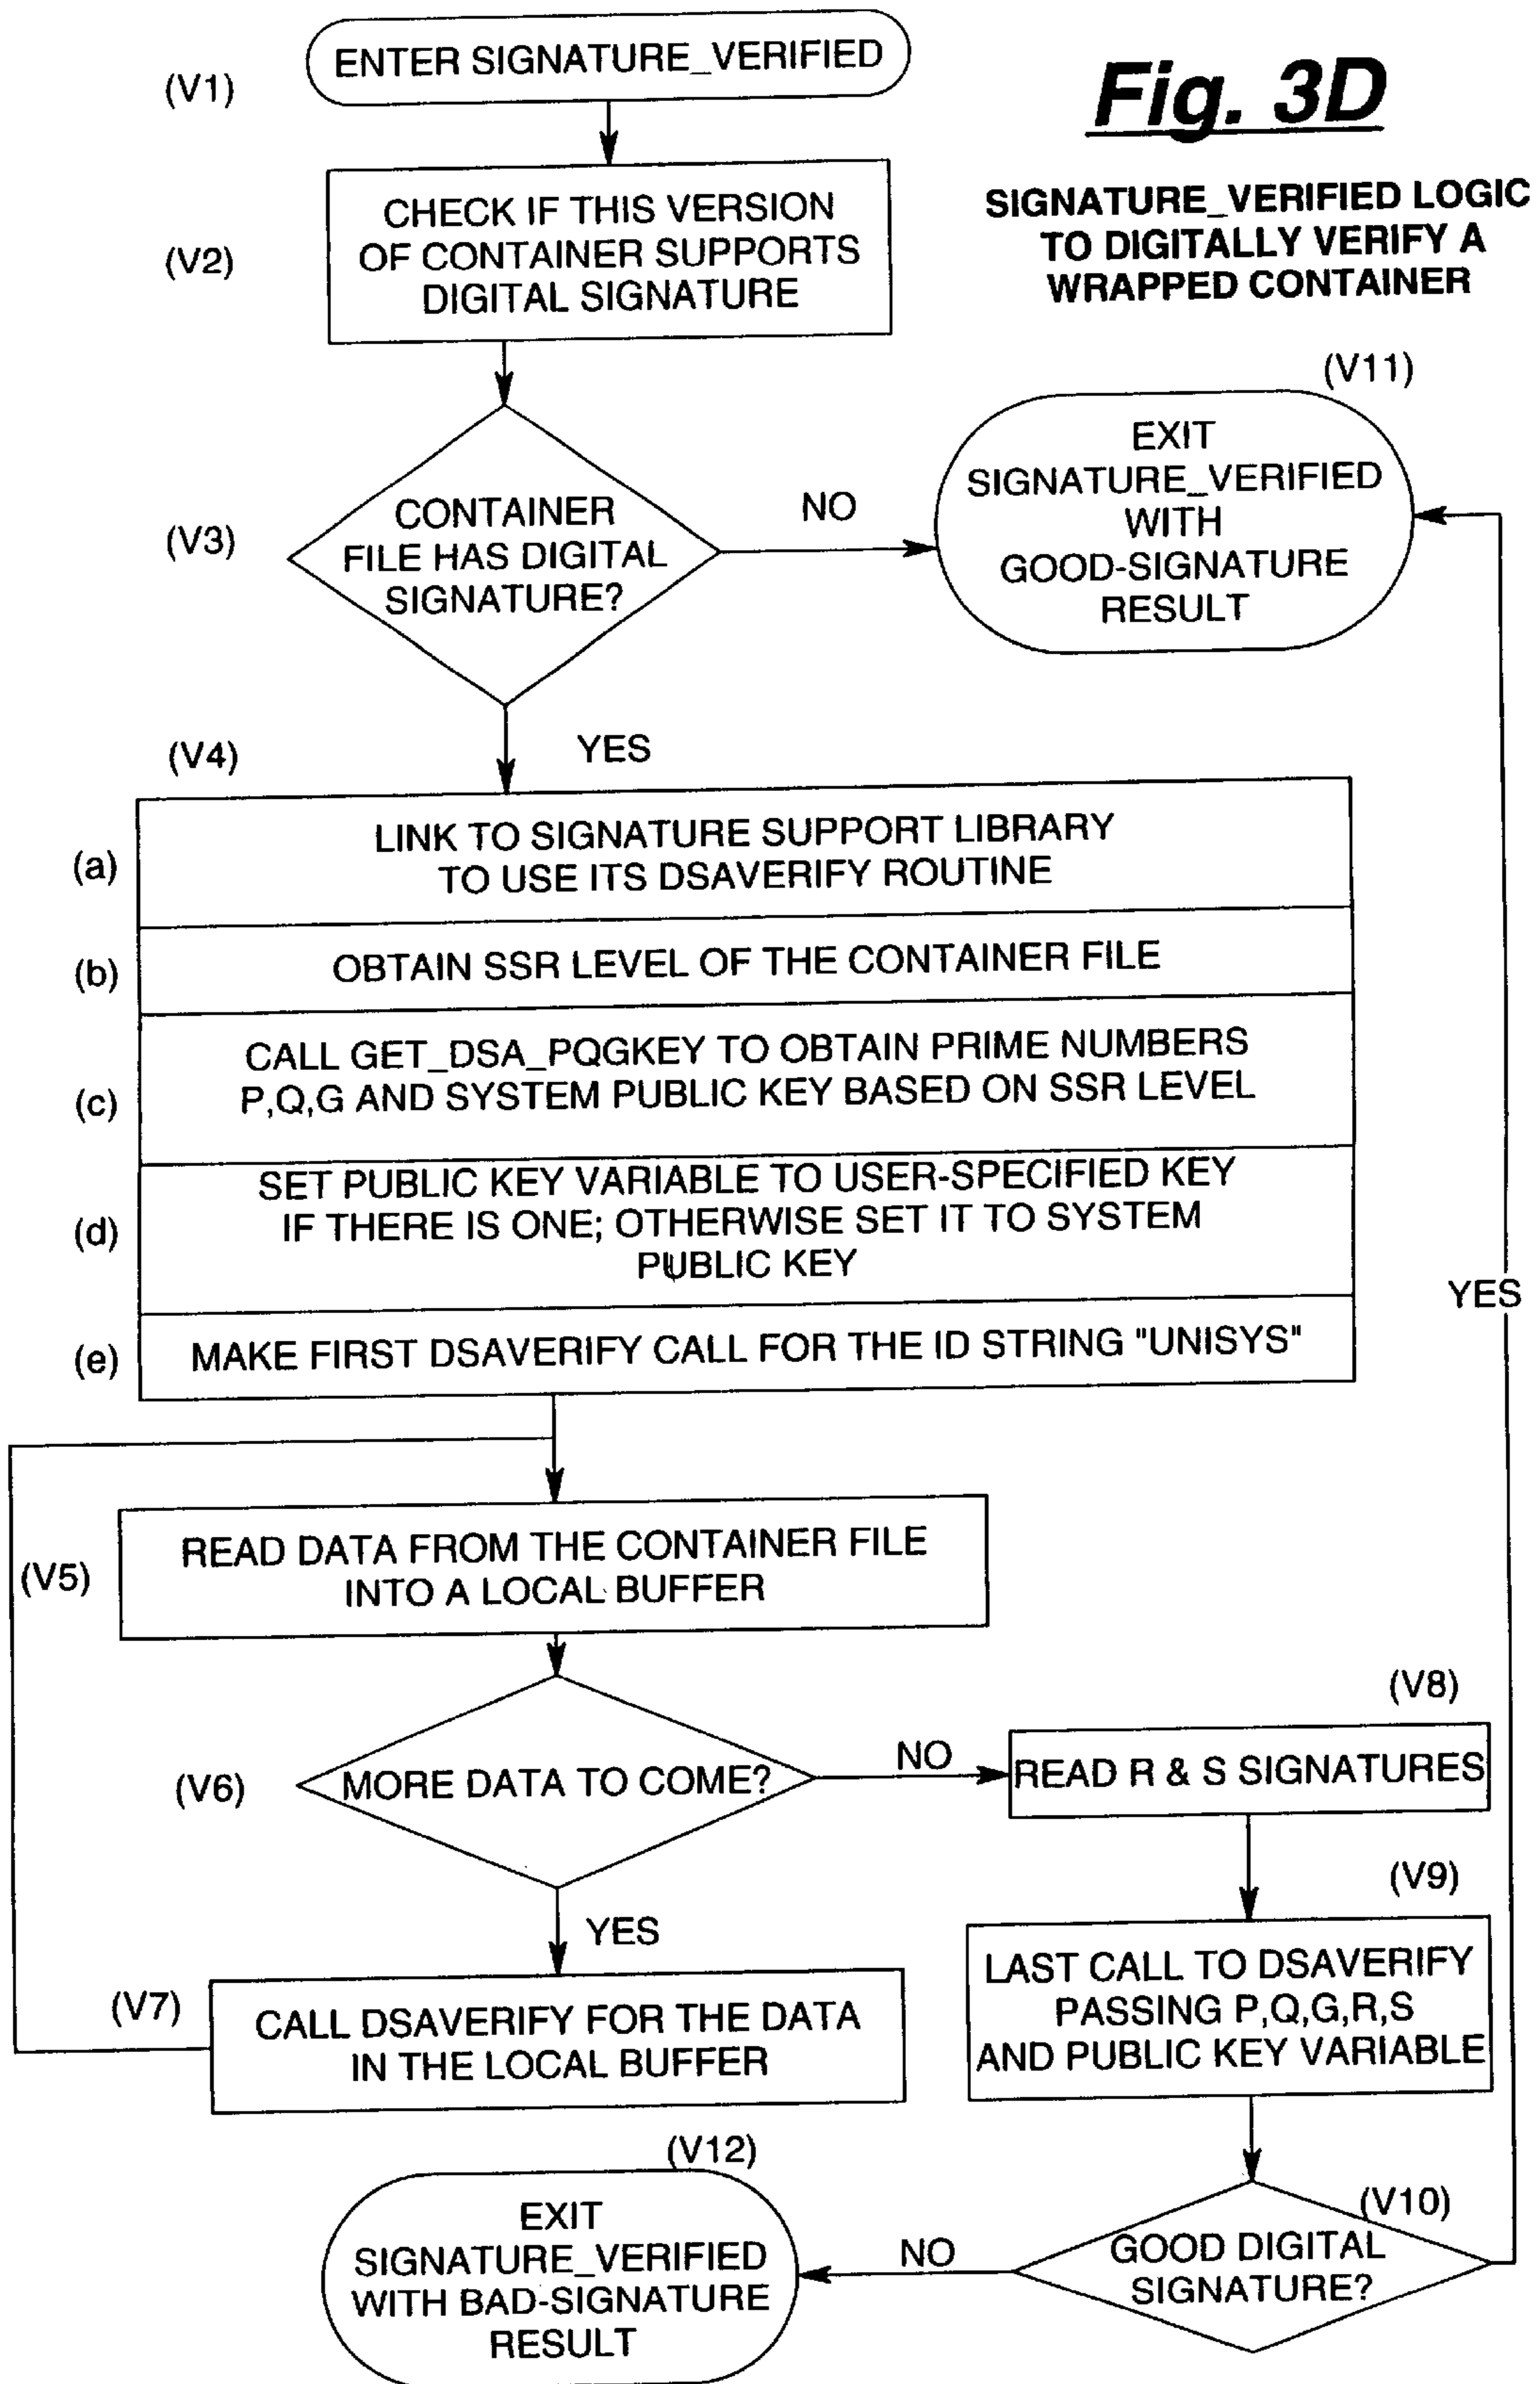 Fig. 3D
SIGNATURE_VERIFIED LOGIC
TO DIGITALLY VERIFY A
WRAPPED CONTAINER
(V1)
ENTER SIGNATURE_VERIFIED
(V2)
CHECK IF THIS VERSION
OF CONTAINER SUPPORTS
DIGITAL SIGNATURE
(V3)
CONTAINER
FILE HAS DIGITAL
SIGNATURE?
NO
(V11)
EXIT
SIGNATURE_VERIFIED
WITH
GOOD-SIGNATURE
RESULT
YES
(V4)
(a)
LINK TO SIGNATURE SUPPORT LIBRARY
TO USE ITS DSAVERIFY ROUTINE
(b)
OBTAIN SSR LEVEL OF THE CONTAINER FILE
(c)
CALL GET_DSA_PQGKEY TO OBTAIN PRIME NUMBERS
P,Q,G AND SYSTEM PUBLIC KEY BASED ON SSR LEVEL
(d)
SET PUBLIC KEY VARIABLE TO USER-SPECIFIED KEY
IF THERE IS ONE; OTHERWISE SET IT TO SYSTEM
PUBLIC KEY
(e)
MAKE FIRST DSAVERIFY CALL FOR THE ID STRING "UNISYS"
YES
(V5)
READ DATA FROM THE CONTAINER FILE
INTO A LOCAL BUFFER
(V6)
MORE DATA TO COME?
NO
(V8)
READ R & S SIGNATURES
YES
(V7)
CALL DSAVERIFY FOR THE DATA
IN THE LOCAL BUFFER
(V9)
LAST CALL TO DSAVERIFY
PASSING P,Q,G,R,S
AND PUBLIC KEY VARIABLE
(V10)
GOOD DIGITAL
SIGNATURE?
NO
(V12)
EXIT
SIGNATURE_VERIFIED
WITH BAD-SIGNATURE
RESULT